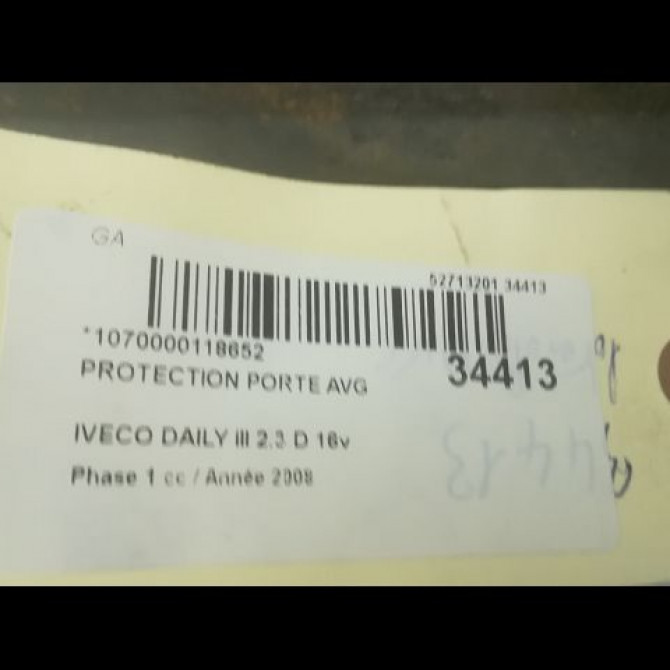 GA
52713201 34413
*1070000118652
34413
PROTECTION PORTE AVG
IVECO DAILY III 2.3 D 16v
Phase 1 cc / Année 2008
4413